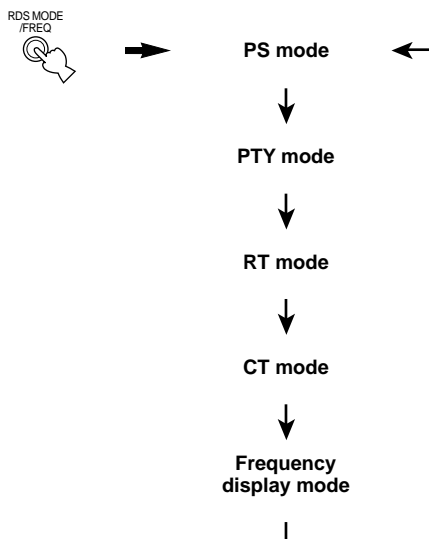 RDS MODE
/FREQ
PS mode
PTY mode
RT mode
CT mode
Frequency
display mode